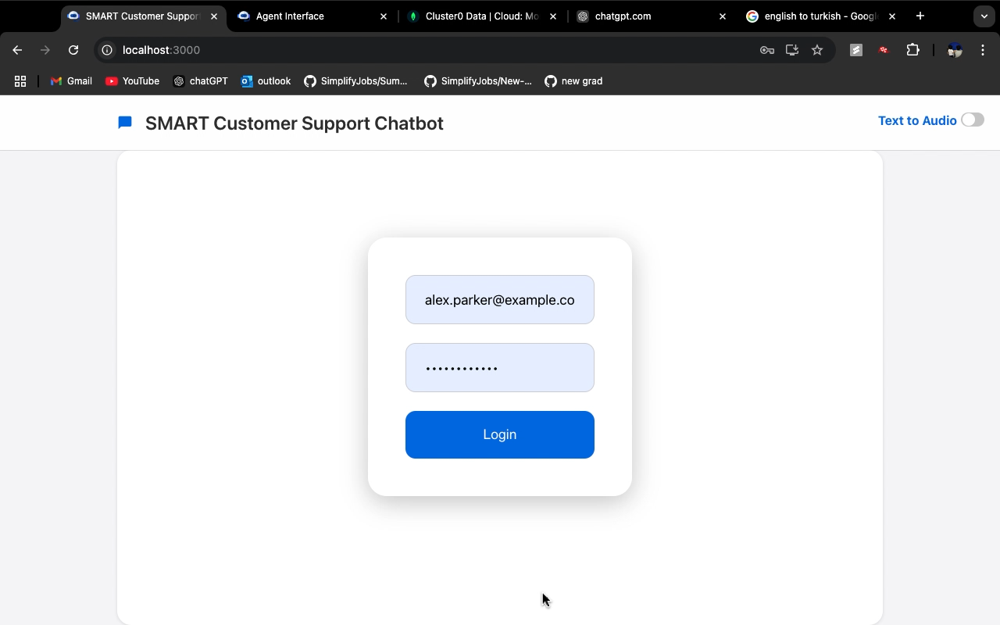 SMART Customer Support
Agent Interface
Cluster0 Data | Cloud: Mo
chatgpt.com
english to turkish - Googl
localhost:3000
Gmail
YouTube
chatGPT
outlook
SimplifyJobs/Sum...
SimplifyJobs/New-...
new grad
SMART Customer Support Chatbot
Text to Audio
alex.parker@example.co
••••••••••••
Login